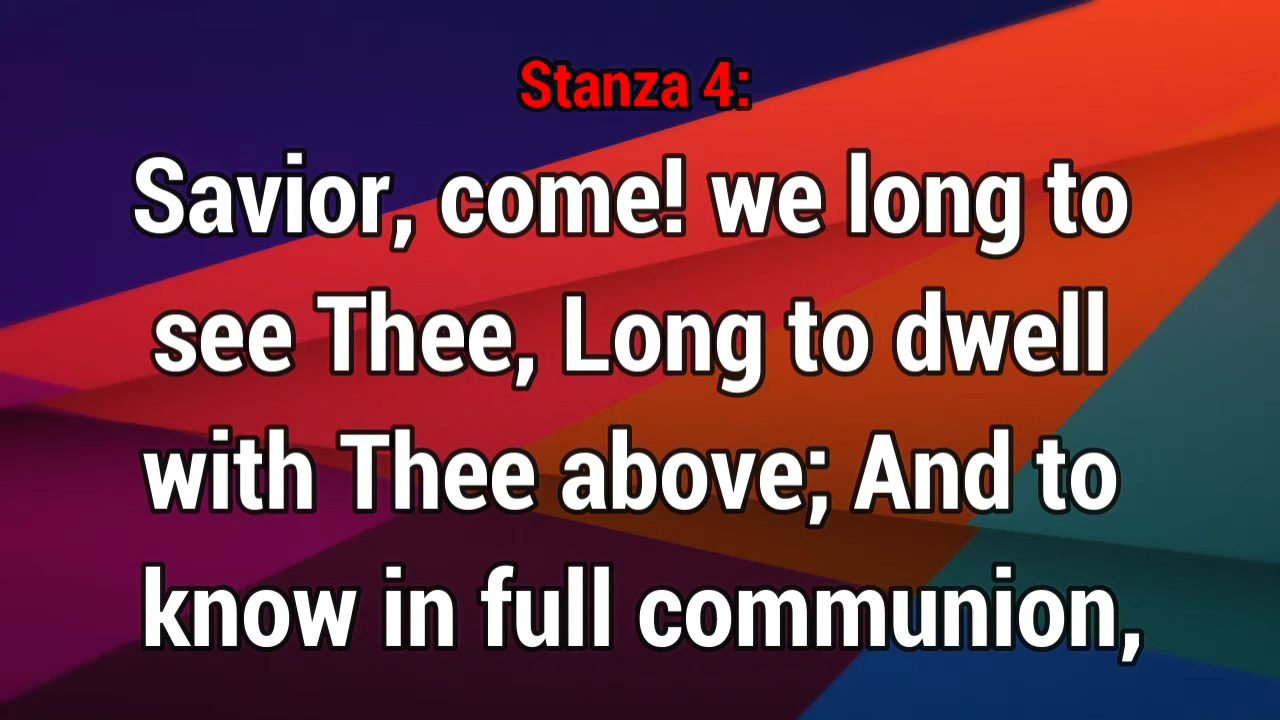 Stanza 4:
Savior, come! we long to
see Thee, Long to dwell
with Thee above; And to
know in full communion,